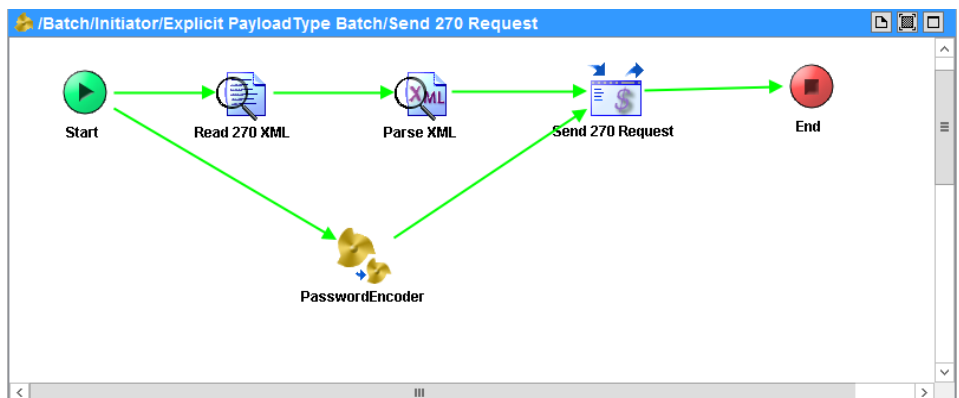 /Batch/Initiator/Explicit PayloadType Batch/Send 270 Request
XML
$
Start
Read 270 XML
Parse XML
Send 270 Request
End
PasswordEncoder